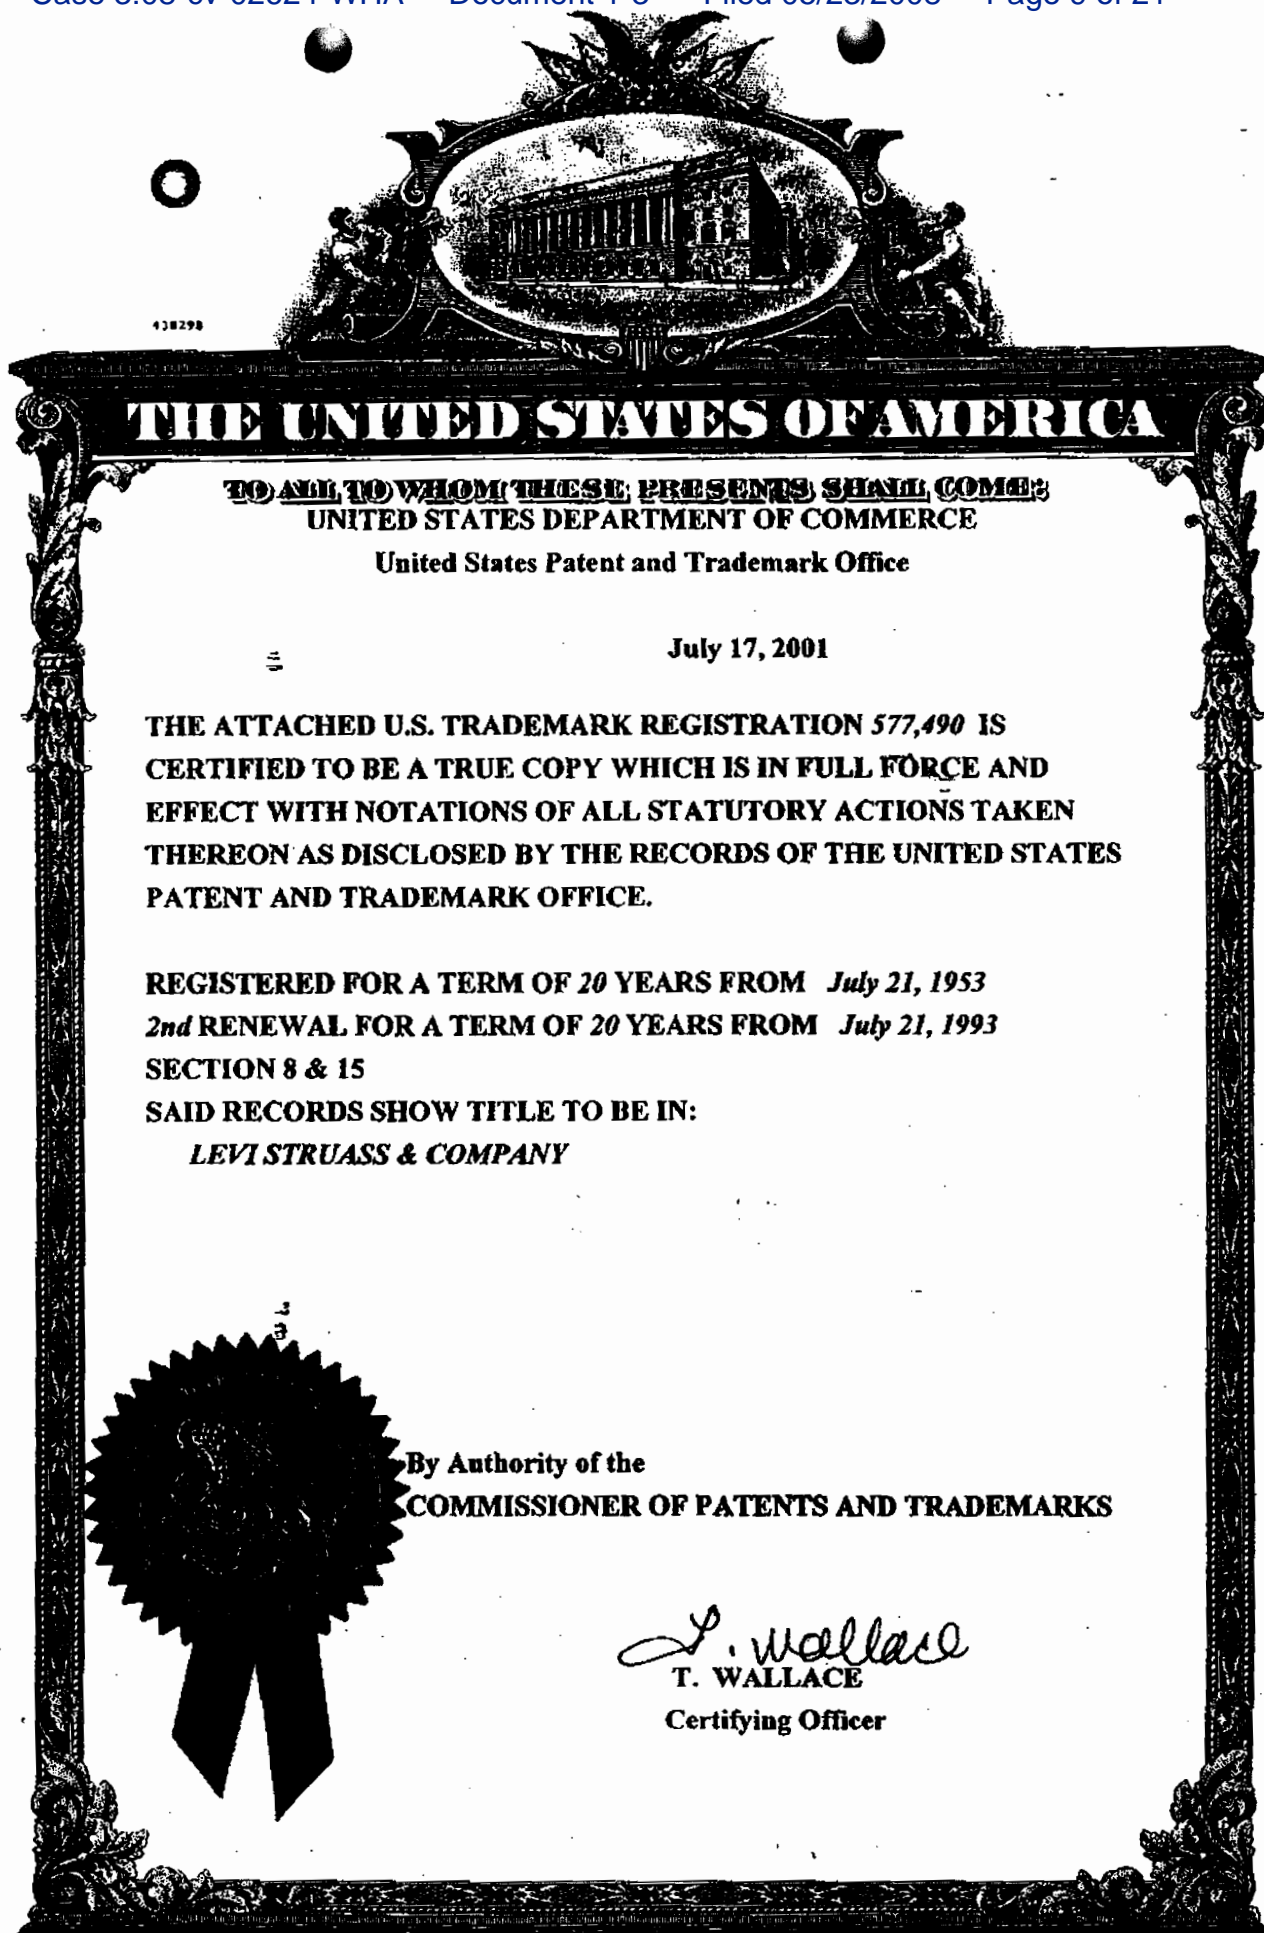 438298
THE UNITED STATES OF AMERICA
TO ALL TO WHOM THESE PRESENTS SHALL COME:
UNITED STATES DEPARTMENT OF COMMERCE
United States Patent and Trademark Office
July 17, 2001
THE ATTACHED U.S. TRADEMARK REGISTRATION 577,490 IS
CERTIFIED TO BE A TRUE COPY WHICH IS IN FULL FORCE AND
EFFECT WITH NOTATIONS OF ALL STATUTORY ACTIONS TAKEN
THEREON AS DISCLOSED BY THE RECORDS OF THE UNITED STATES
PATENT AND TRADEMARK OFFICE.
REGISTERED FOR A TERM OF 20 YEARS FROM July 21, 1953
2nd RENEWAL FOR A TERM OF 20 YEARS FROM July 21, 1993
SECTION 8 & 15
SAID RECORDS SHOW TITLE TO BE IN:
LEVI STRUASS & COMPANY
By Authority of the
COMMISSIONER OF PATENTS AND TRADEMARKS
T. Wallace
T. WALLACE
Certifying Officer